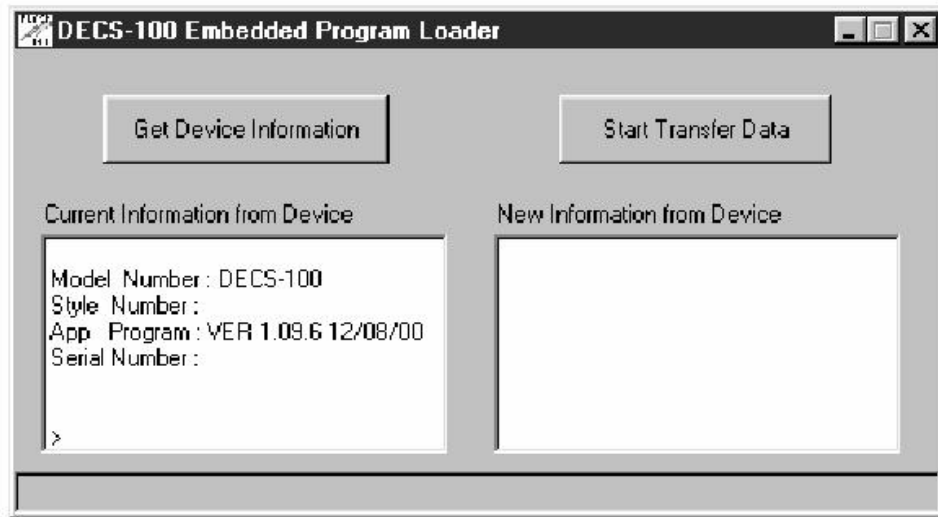 DECS-100 Embedded Program Loader
Get Device Information
Start Transfer Data
Current Information from Device
New Information from Device
Model Number : DECS-100
Style Number :
App Program : VER 1.09.6 12/08/00
Serial Number :
>